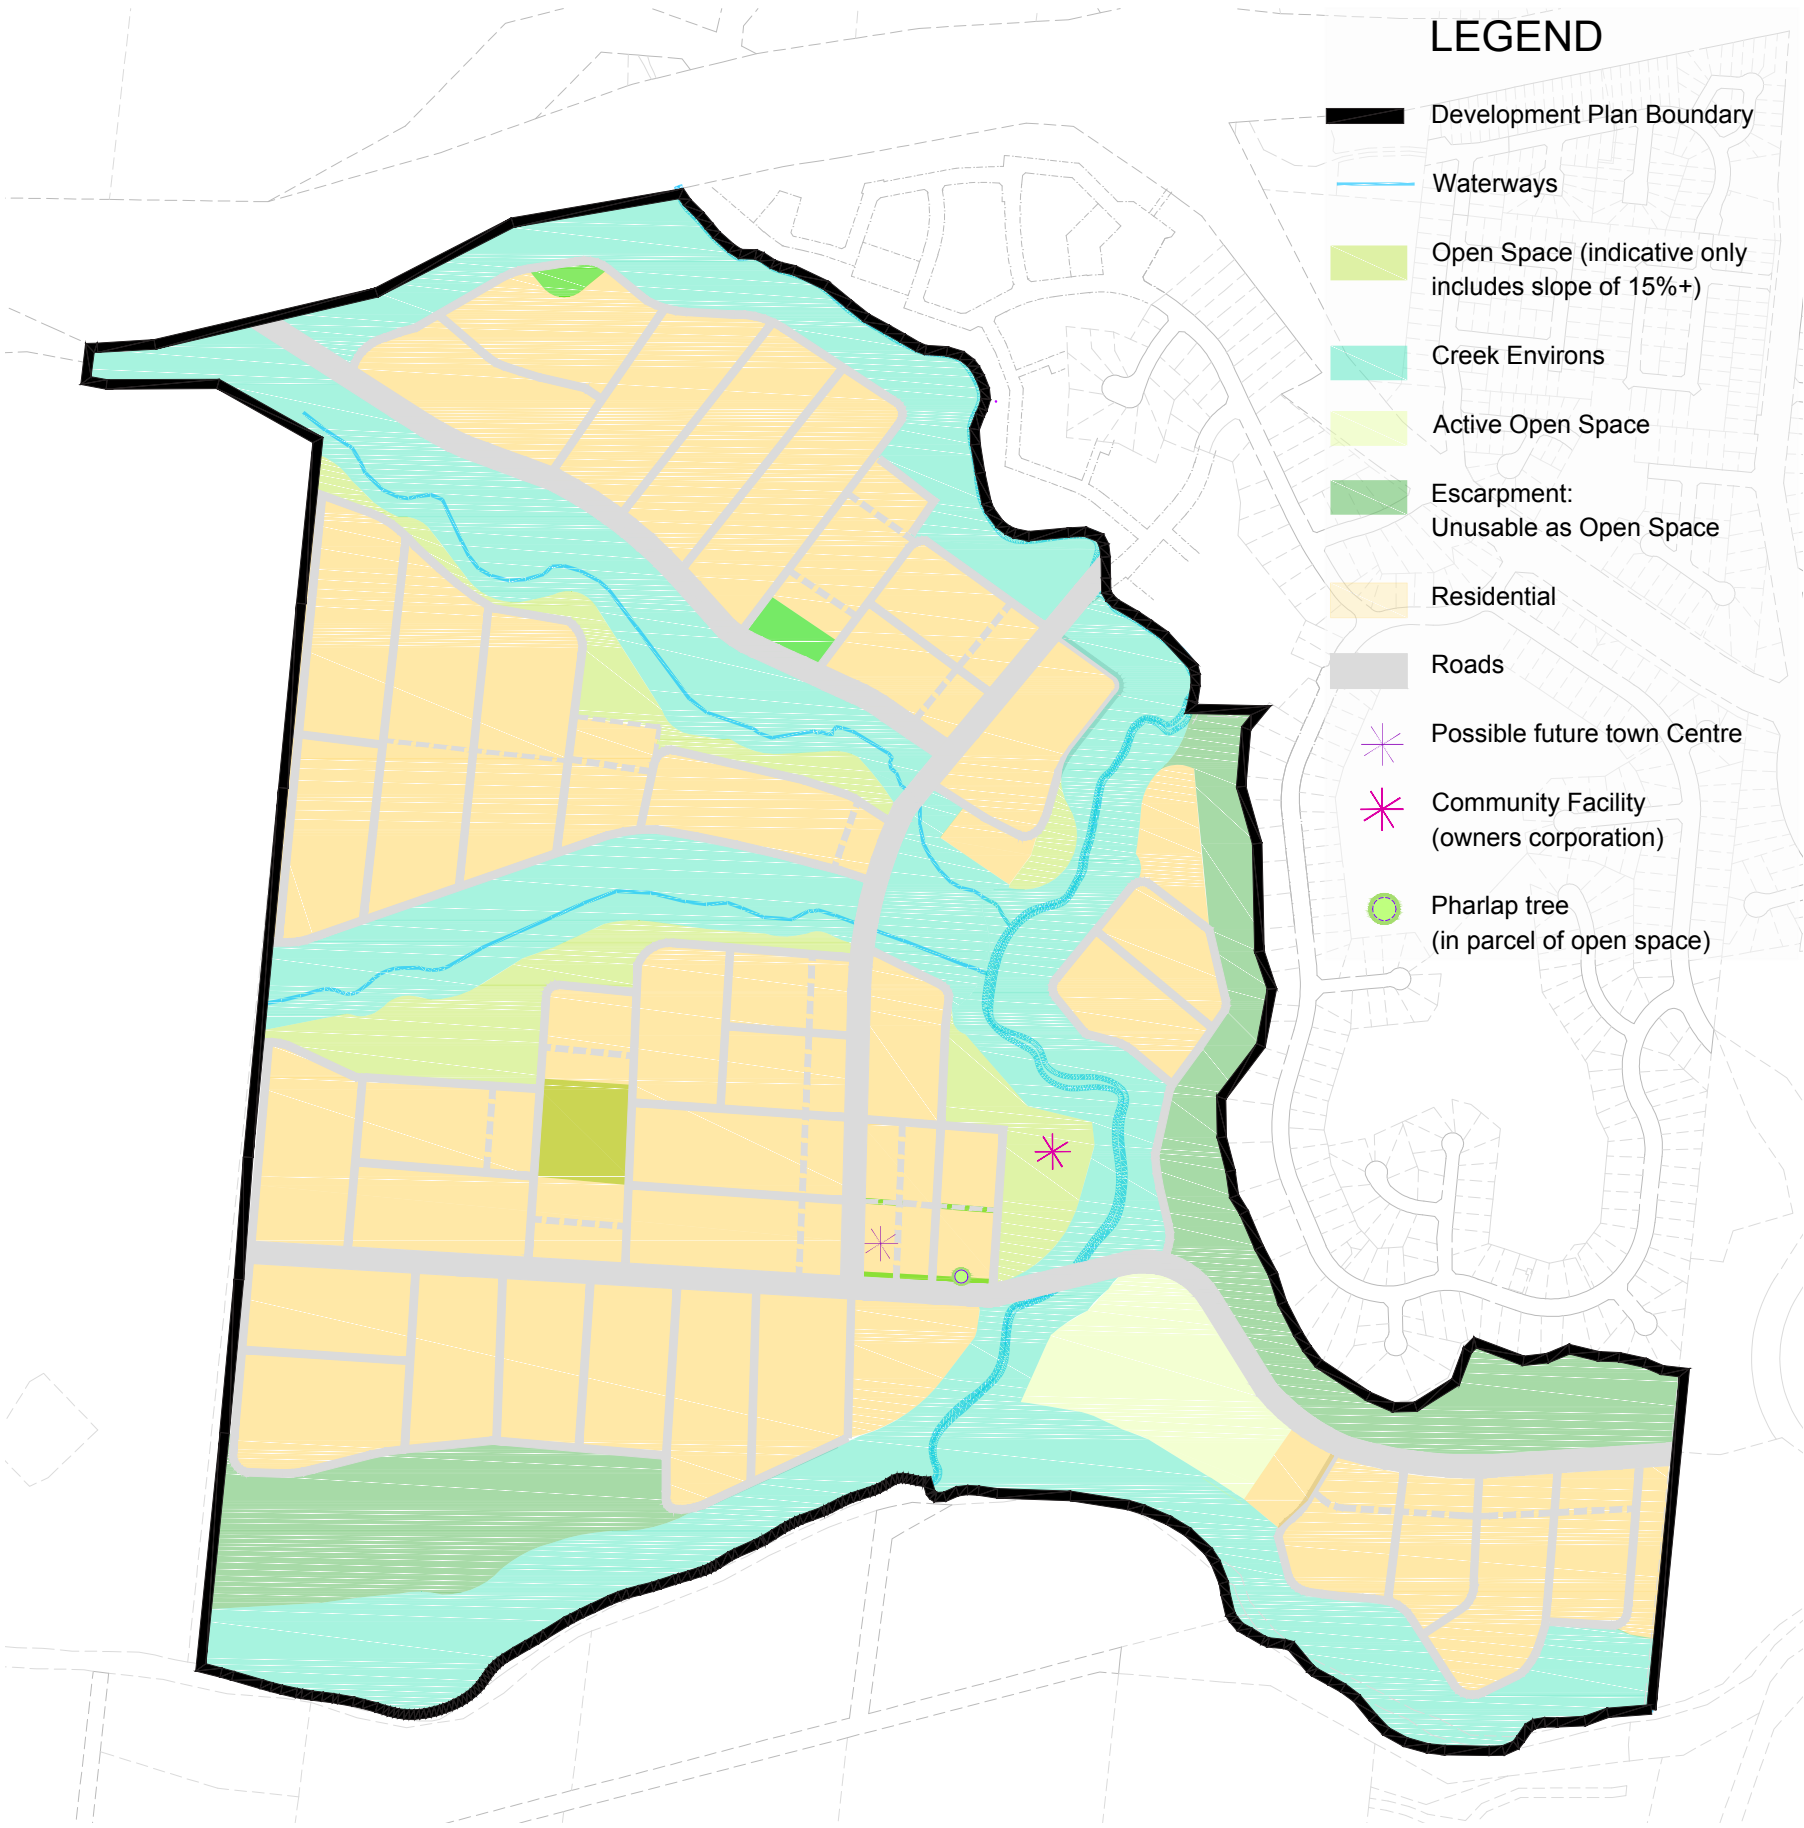 LEGEND
Development Plan Boundary
Waterways
Open Space (indicative only
includes slope of 15%+)
Creek Environs
Active Open Space
Escarpment:
Unusable as Open Space
Residential
Roads
Possible future town Centre
Community Facility
(owners corporation)
Pharlap tree
(in parcel of open space)